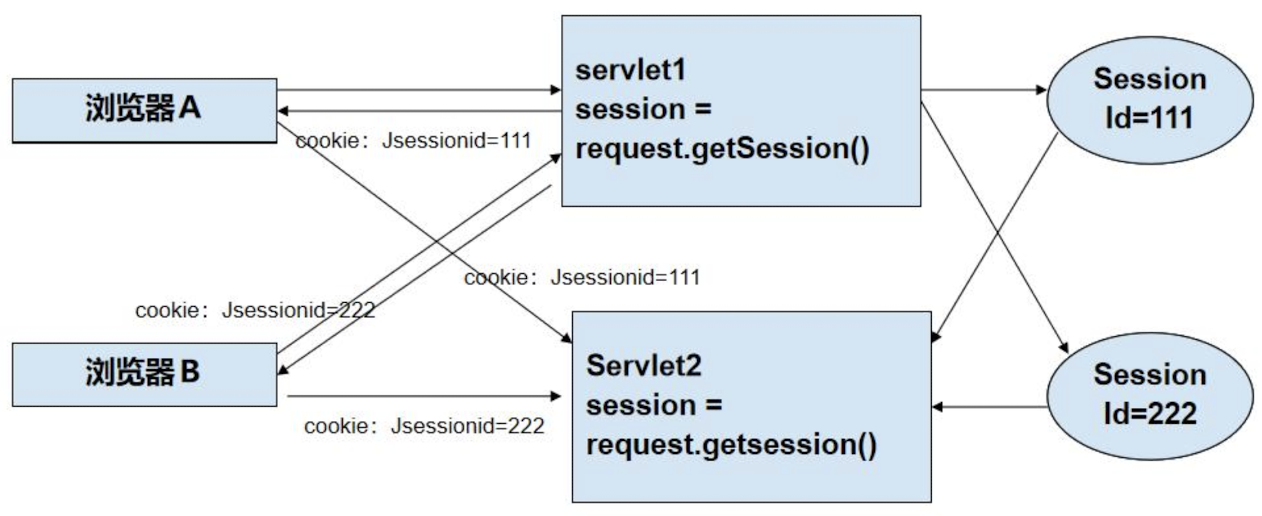 浏览器A
servlet1
session =
request.getSession()
Session
Id=111
cookie：Jsessionid=111
cookie：Jsessionid=111
cookie：Jsessionid=222
浏览器B
Servlet2
session =
request.getsession()
Session
Id=222
cookie：Jsessionid=222